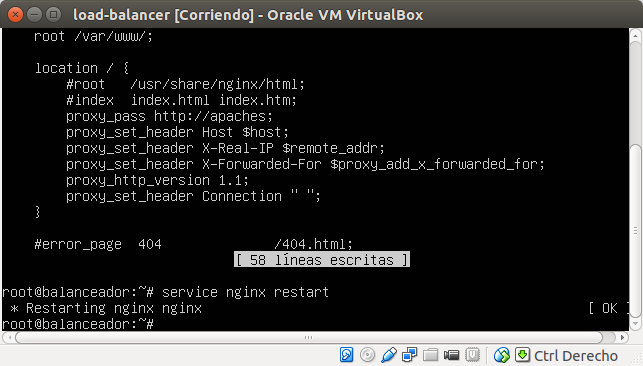 load-balancer [Corriendo] - Oracle VM VirtualBox
root /var/www/;
location / {
#root /usr/share/nginx/html;
#index index.html index.htm;
proxy_pass http://apaches;
proxy_set_header Host $host;
proxy_set_header X-Real-IP $remote_addr;
proxy_set_header X-Forwarded-For $proxy_add_x_forwarded_for;
proxy_http_version 1.1;
proxy_set_header Connection " ";
}
#error_page 404 /404.html;
[ 58 líneas escritas ]
root@balanceador:~# service nginx restart
* Restarting nginx nginx [ OK ]
root@balanceador:~#
Ctrl Derecho